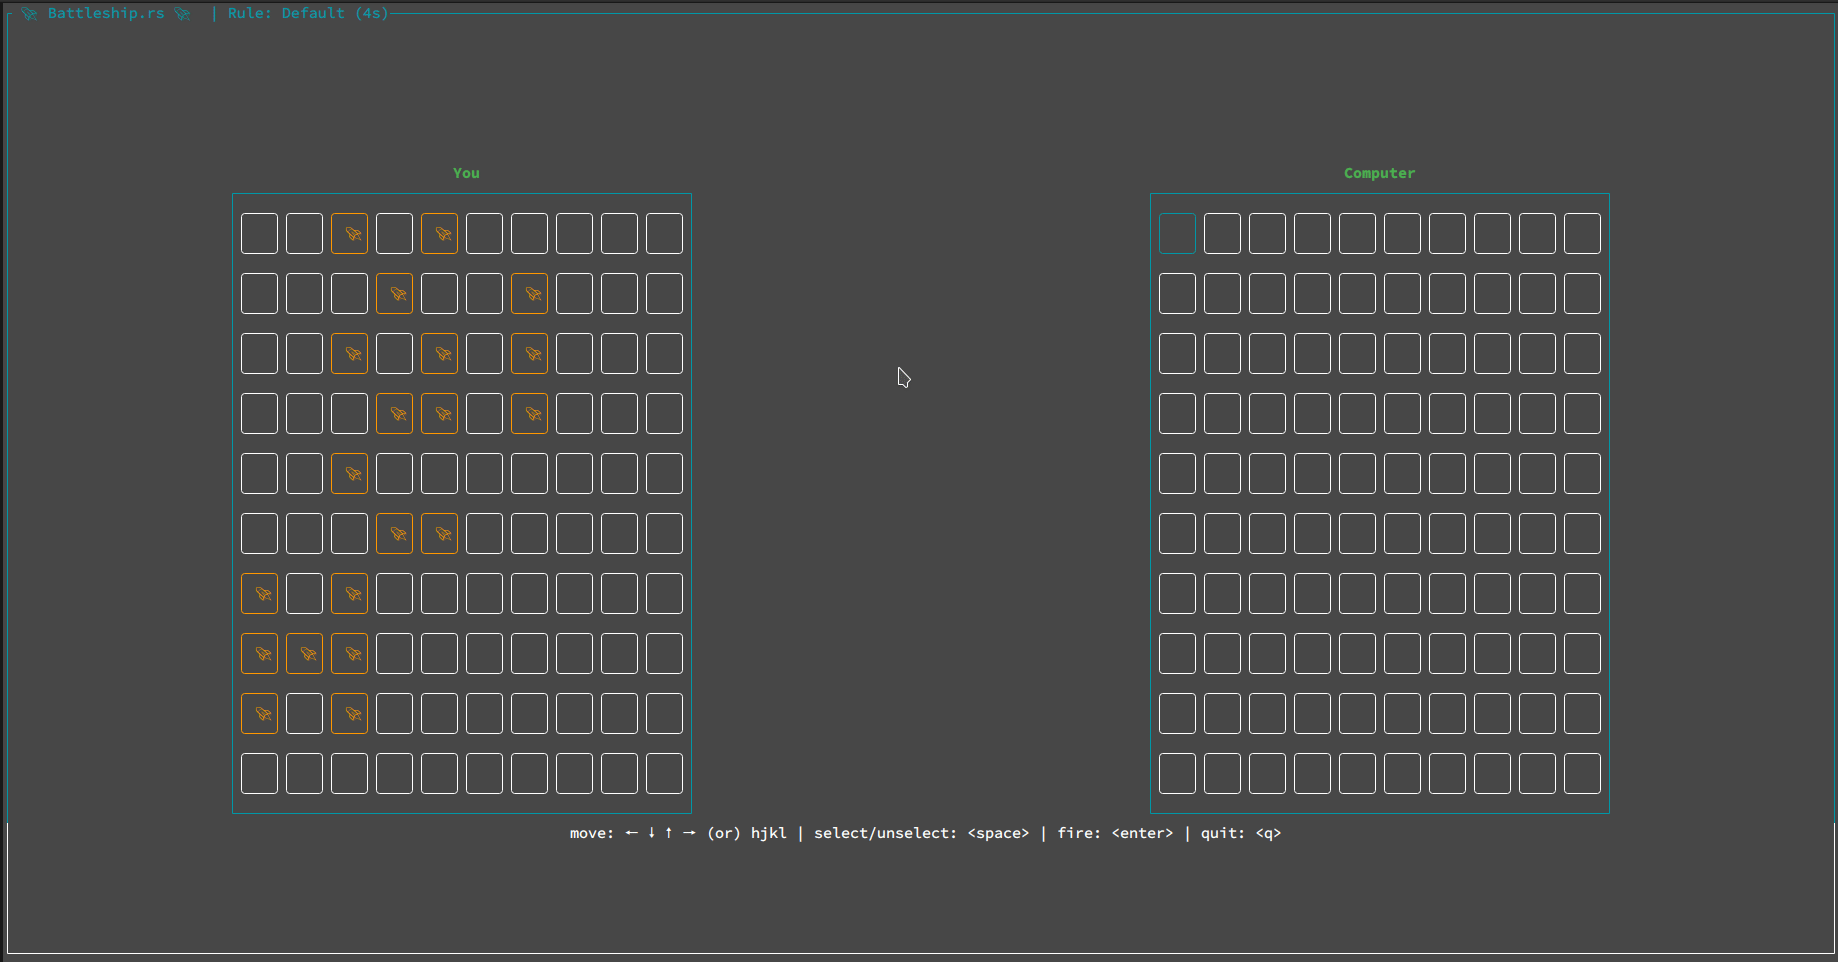 Battleship.rs | Rule: Default (4s)
You
Computer
move: ← ↓ ↑ → (or) hjkl | select/unselect: <space> | fire: <enter> | quit: <q>